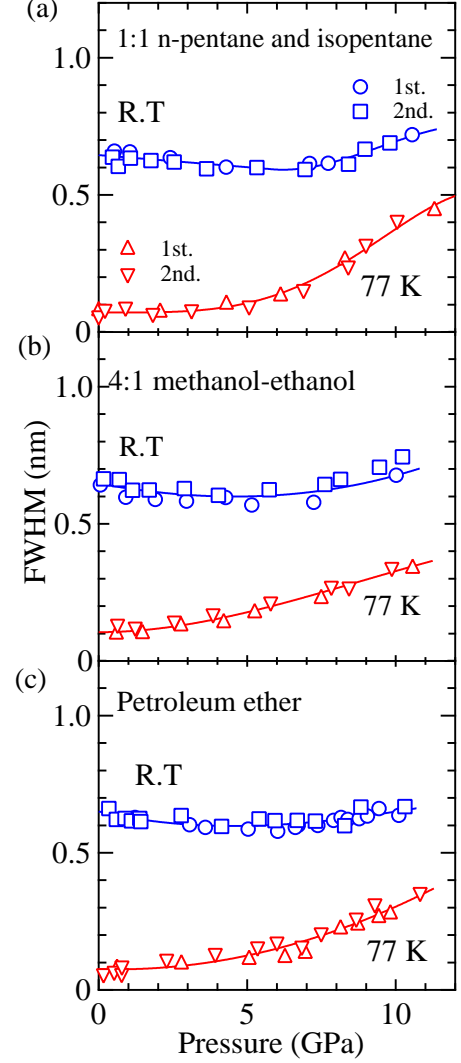 (a)
1:1 n-pentane and isopentane
1.0
R.T
1st.
2nd.
0.5
1st.
2nd.
77 K
0
(b)
4:1 methanol-ethanol
1.0
R.T
FWHM (nm)
0.5
77 K
0
(c)
Petroleum ether
1.0
R.T
0.5
77 K
0
0 5 10
Pressure (GPa)